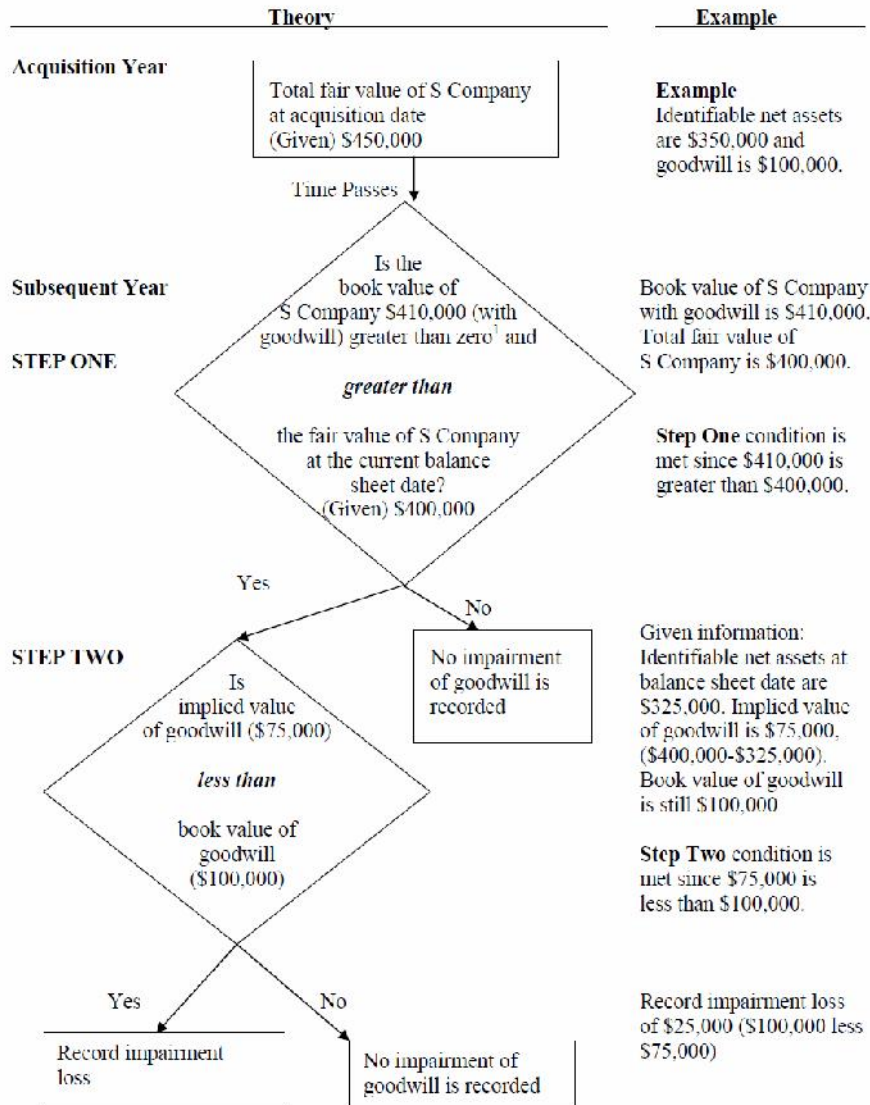 Theory
Example
Acquisition Year
Total fair value of S Company
at acquisition date
(Given) $450,000
Example
Identifiable net assets
are $350,000 and
goodwill is $100,000.
Time Passes
Subsequent Year
STEP ONE
Is the
book value of
S Company $410,000 (with
goodwill) greater than zero1 and
greater than
the fair value of S Company
at the current balance
sheet date?
(Given) $400,000
Book value of S Company
with goodwill is $410,000.
Total fair value of
S Company is $400,000.
Step One condition is
met since $410,000 is
greater than $400,000.
Yes
No
STEP TWO
Is
implied value
of goodwill ($75,000)
less than
book value of
goodwill
($100,000)
No impairment
of goodwill is
recorded
Given information:
Identifiable net assets at
balance sheet date are
$325,000. Implied value
of goodwill is $75,000,
($400,000-$325,000).
Book value of goodwill
is still $100,000
Step Two condition is
met since $75,000 is
less than $100,000.
Yes
No
Record impairment
loss
No impairment of
goodwill is recorded
Record impairment loss
of $25,000 ($100,000 less
$75,000)